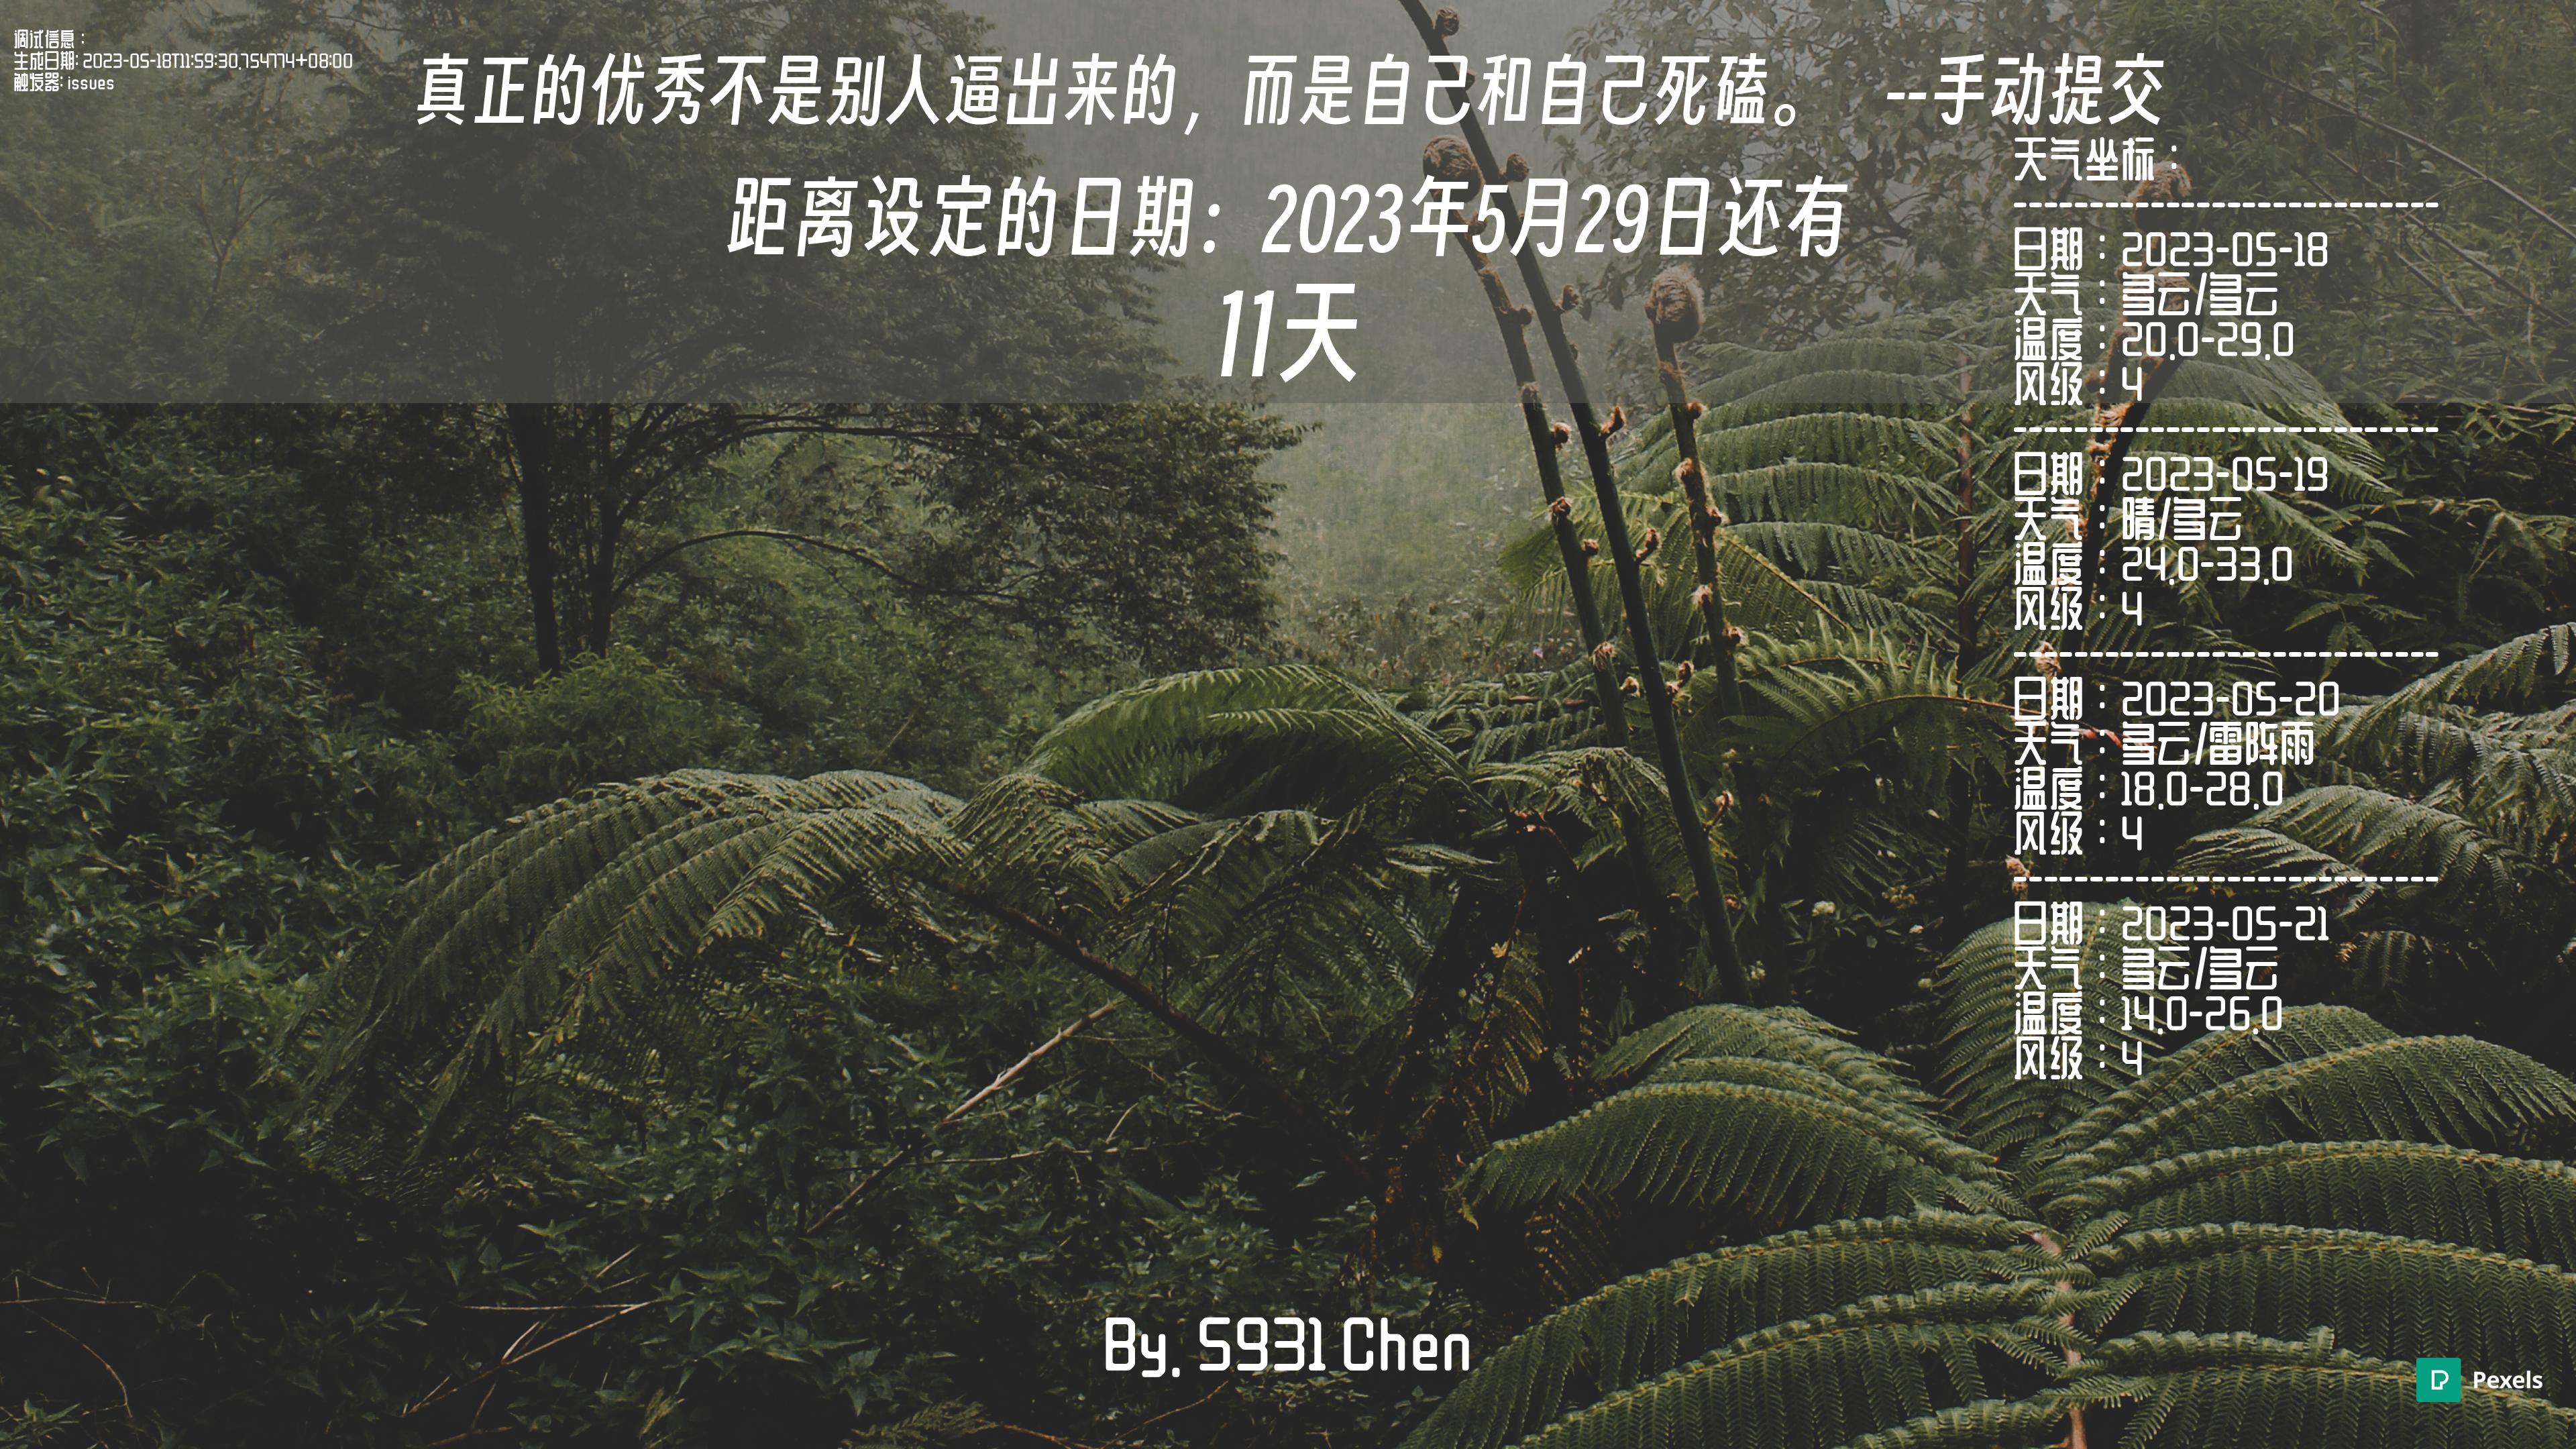 调试信息：
生成日期: 2023-05-18T11:59:30.754774+08:00
触发器: issues
真正的优秀不是别人逼出来的，而是自己和自己死磕。 --手动提交
距离设定的日期：2023年5月29日还有
11天
天气坐标：
------------------------------
日期：2023-05-18
天气：多云/多云
温度：20.0-29.0
风级：4
------------------------------
日期：2023-05-19
天气：晴/多云
温度：24.0-33.0
风级：4
------------------------------
日期：2023-05-20
天气：多云/雷阵雨
温度：18.0-28.0
风级：4
------------------------------
日期：2023-05-21
天气：多云/多云
温度：14.0-26.0
风级：4
By. S931 Chen
Pexels